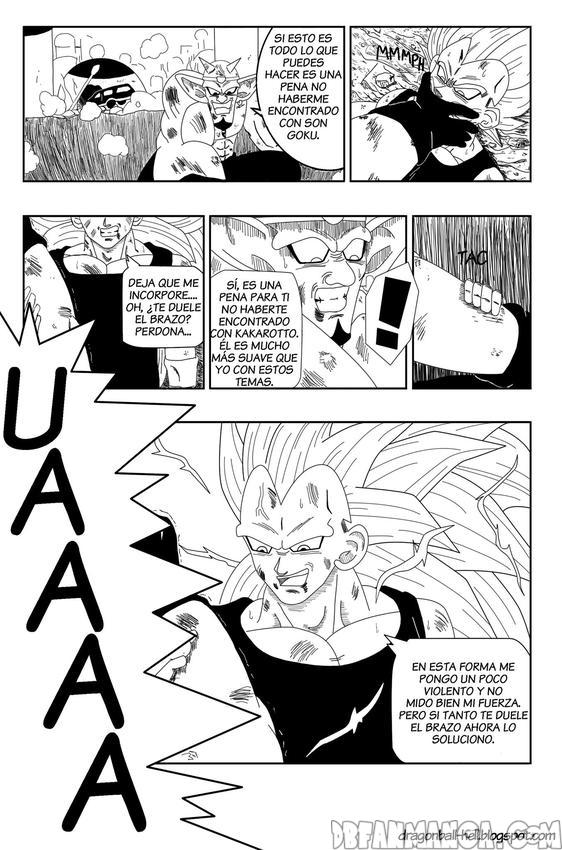 SI ESTO ES
TODO LO QUE
PUEDES
HACER ES UNA
PENA NO
HABERME
ENCONTRADO
CON SON
GOKU.
MMMPH
DEJA QUE ME
INCORPORE....
OH, ¿TE DUELE
EL BRAZO?
PERDONA...
SÍ, ES UNA
PENA PARA TI
NO HABERTE
ENCONTRADO
CON KAKAROTTO.
ÉL ES MUCHO
MÁS SUAVE QUE
YO CON ESTOS
TEMAS.
!
TAC
UAAAA
EN ESTA FORMA ME
PONGO UN POCO
VIOLENTO Y NO
MIDO BIEN MI FUERZA.
PERO SI TANTO TE DUELE
EL BRAZO AHORA LO
SOLUCIONO.
dragonball-hell.blogspot.
DBFANMANGA.COM!